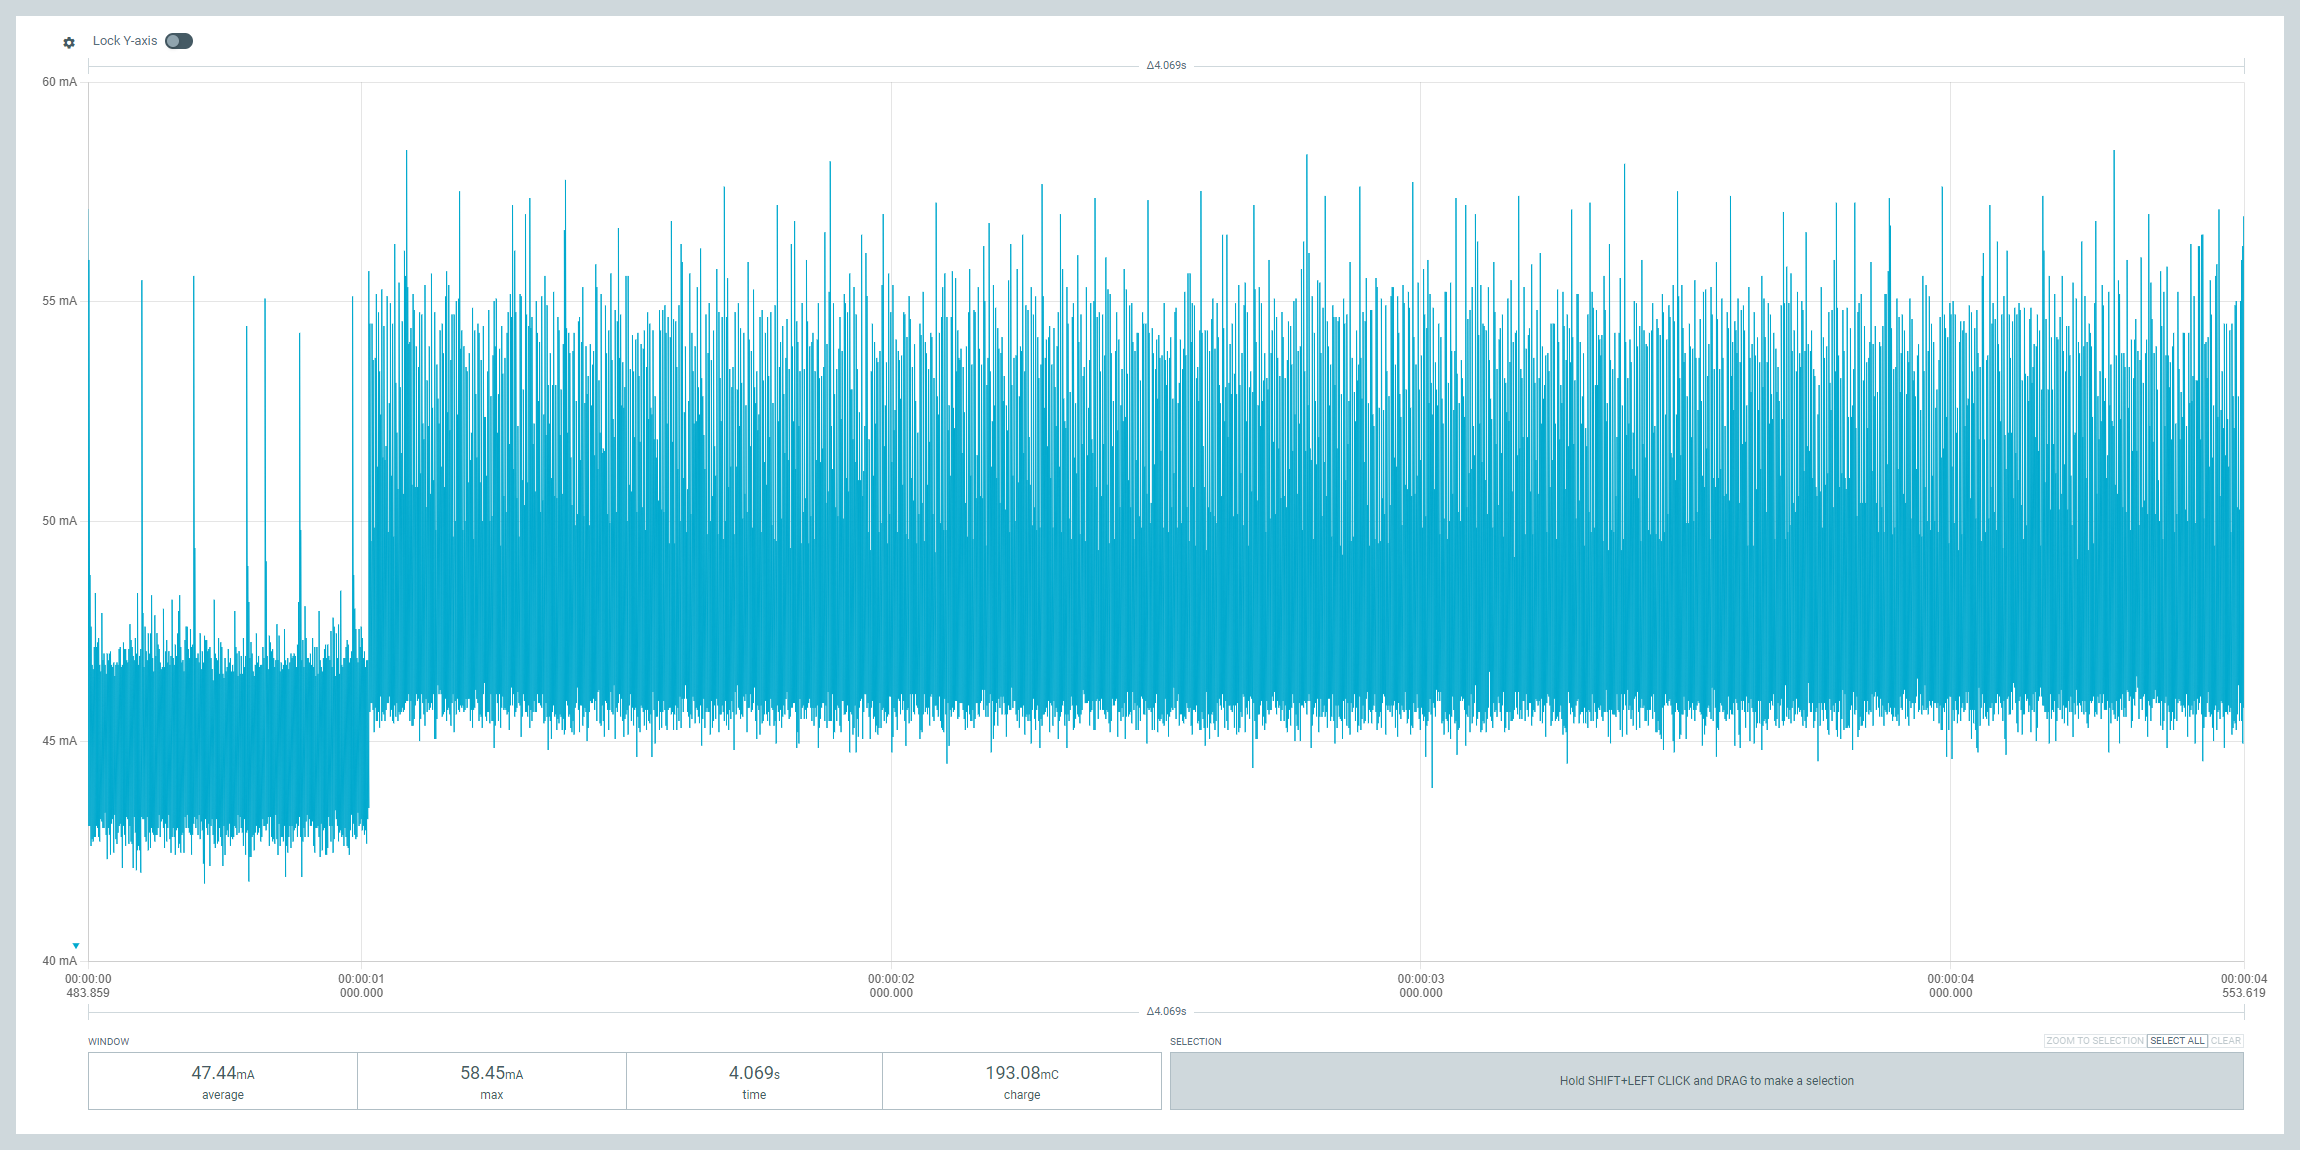 Lock Y-axis
Δ4.069s
60 mA
55 mA
50 mA
45 mA
40 mA
00:00:00 00:00:01 00:00:02 00:00:03 00:00:04 00:00:04
483.859 000.000 000.000 000.000 000.000 553.619
Δ4.069s
WINDOW SELECTION ZOOM TO SELECTION SELECT ALL CLEAR
47.44mA 58.45mA 4.069s 193.08mC
average max time charge
Hold SHIFT+LEFT CLICK and DRAG to make a selection